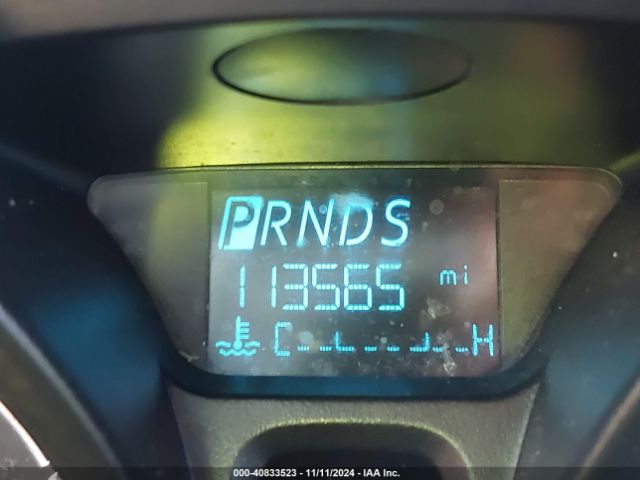 PRNDS
113565 mi
C H
000-40833523 - 11/11/2024 - IAA Inc.